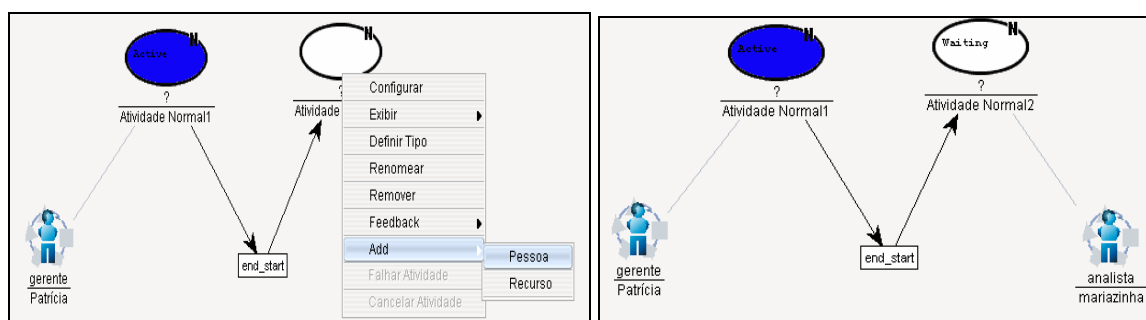 Active
N
?
Atividade Normal1
N
?
Atividade
Configurar
Exibir
Definir Tipo
Renomear
Remover
Feedback
Add
Falhar Atividade
Cancelar Atividade
Pessoa
Recurso
end_start
gerente
Patrícia
Active
N
?
Atividade Normal1
Waiting
N
?
Atividade Normal2
end_start
gerente
Patrícia
analista
mariazinha